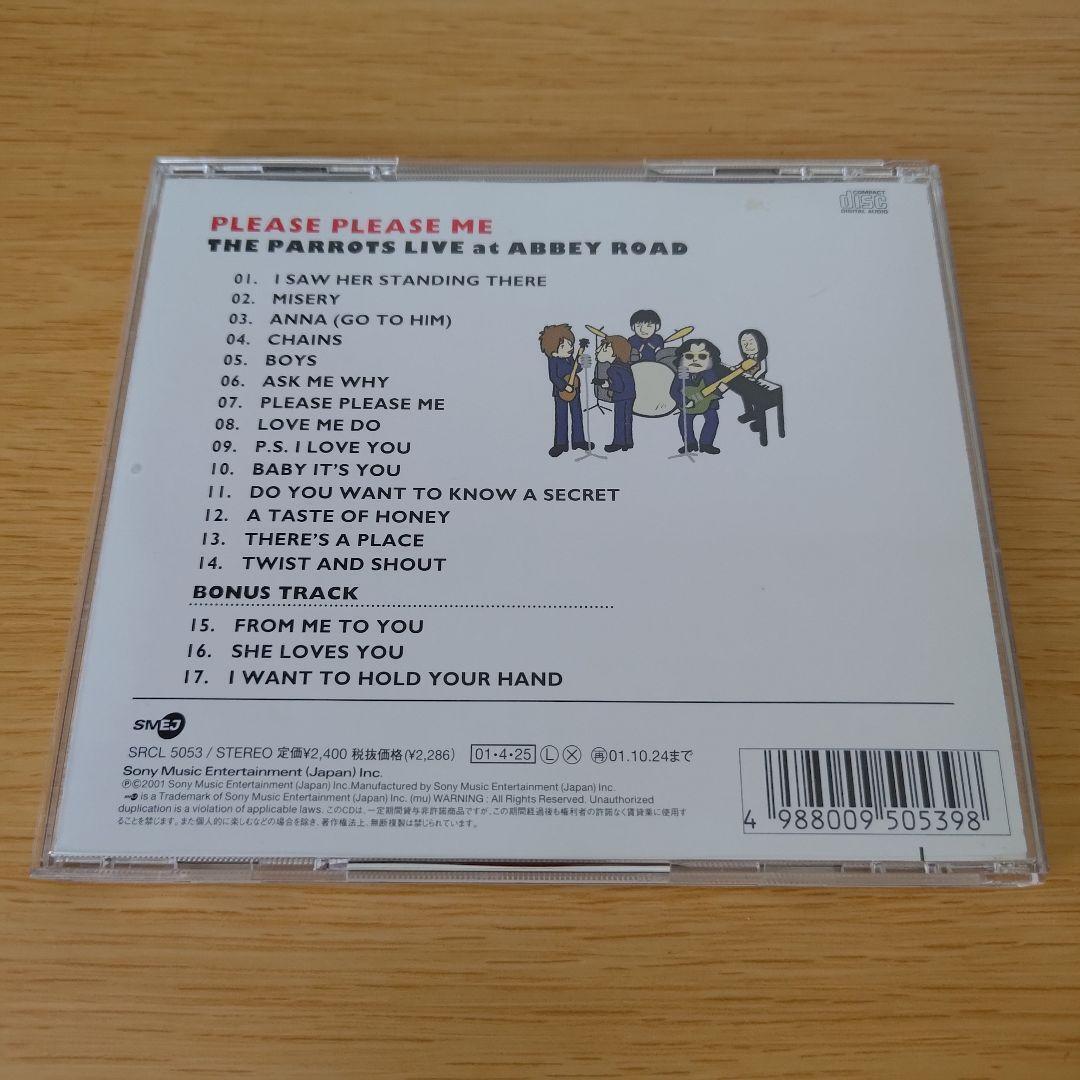 COMPACT
disc
DIGITAL AUDIO
PLEASE PLEASE ME
THE PARROTS LIVE at ABBEY ROAD
01. I SAW HER STANDING THERE
02. MISERY
03. ANNA (GO TO HIM)
04. CHAINS
05. BOYS
06. ASK ME WHY
07. PLEASE PLEASE ME
08. LOVE ME DO
09. P.S. I LOVE YOU
10. BABY IT'S YOU
11. DO YOU WANT TO KNOW A SECRET
12. A TASTE OF HONEY
13. THERE'S A PLACE
14. TWIST AND SHOUT
BONUS TRACK
15. FROM ME TO YOU
16. SHE LOVES YOU
17. I WANT TO HOLD YOUR HAND
SMEJ
SRCL 5053 / STEREO 定価¥2,400 税抜価格(¥2,286) 01・4・25 Ⓛ Ⓧ ㊞01.10.24まで
Sony Music Entertainment (Japan) Inc.
Ⓟ©2001 Sony Music Entertainment (Japan) Inc. Manufactured by Sony Music Entertainment (Japan) Inc.
SMEJ is a Trademark of Sony Music Entertainment (Japan) Inc. (mu) WARNING : All Rights Reserved. Unauthorized
duplication is a violation of applicable laws. このCDは、一定期間貸与非許諾商品ですが、この期間経過後も権利者の許諾なく賃貸業に使用す
ることを禁じます。また個人的に楽しむなどの場合を除き、著作権法上、無断複製は禁じられています。
4 988009 505398